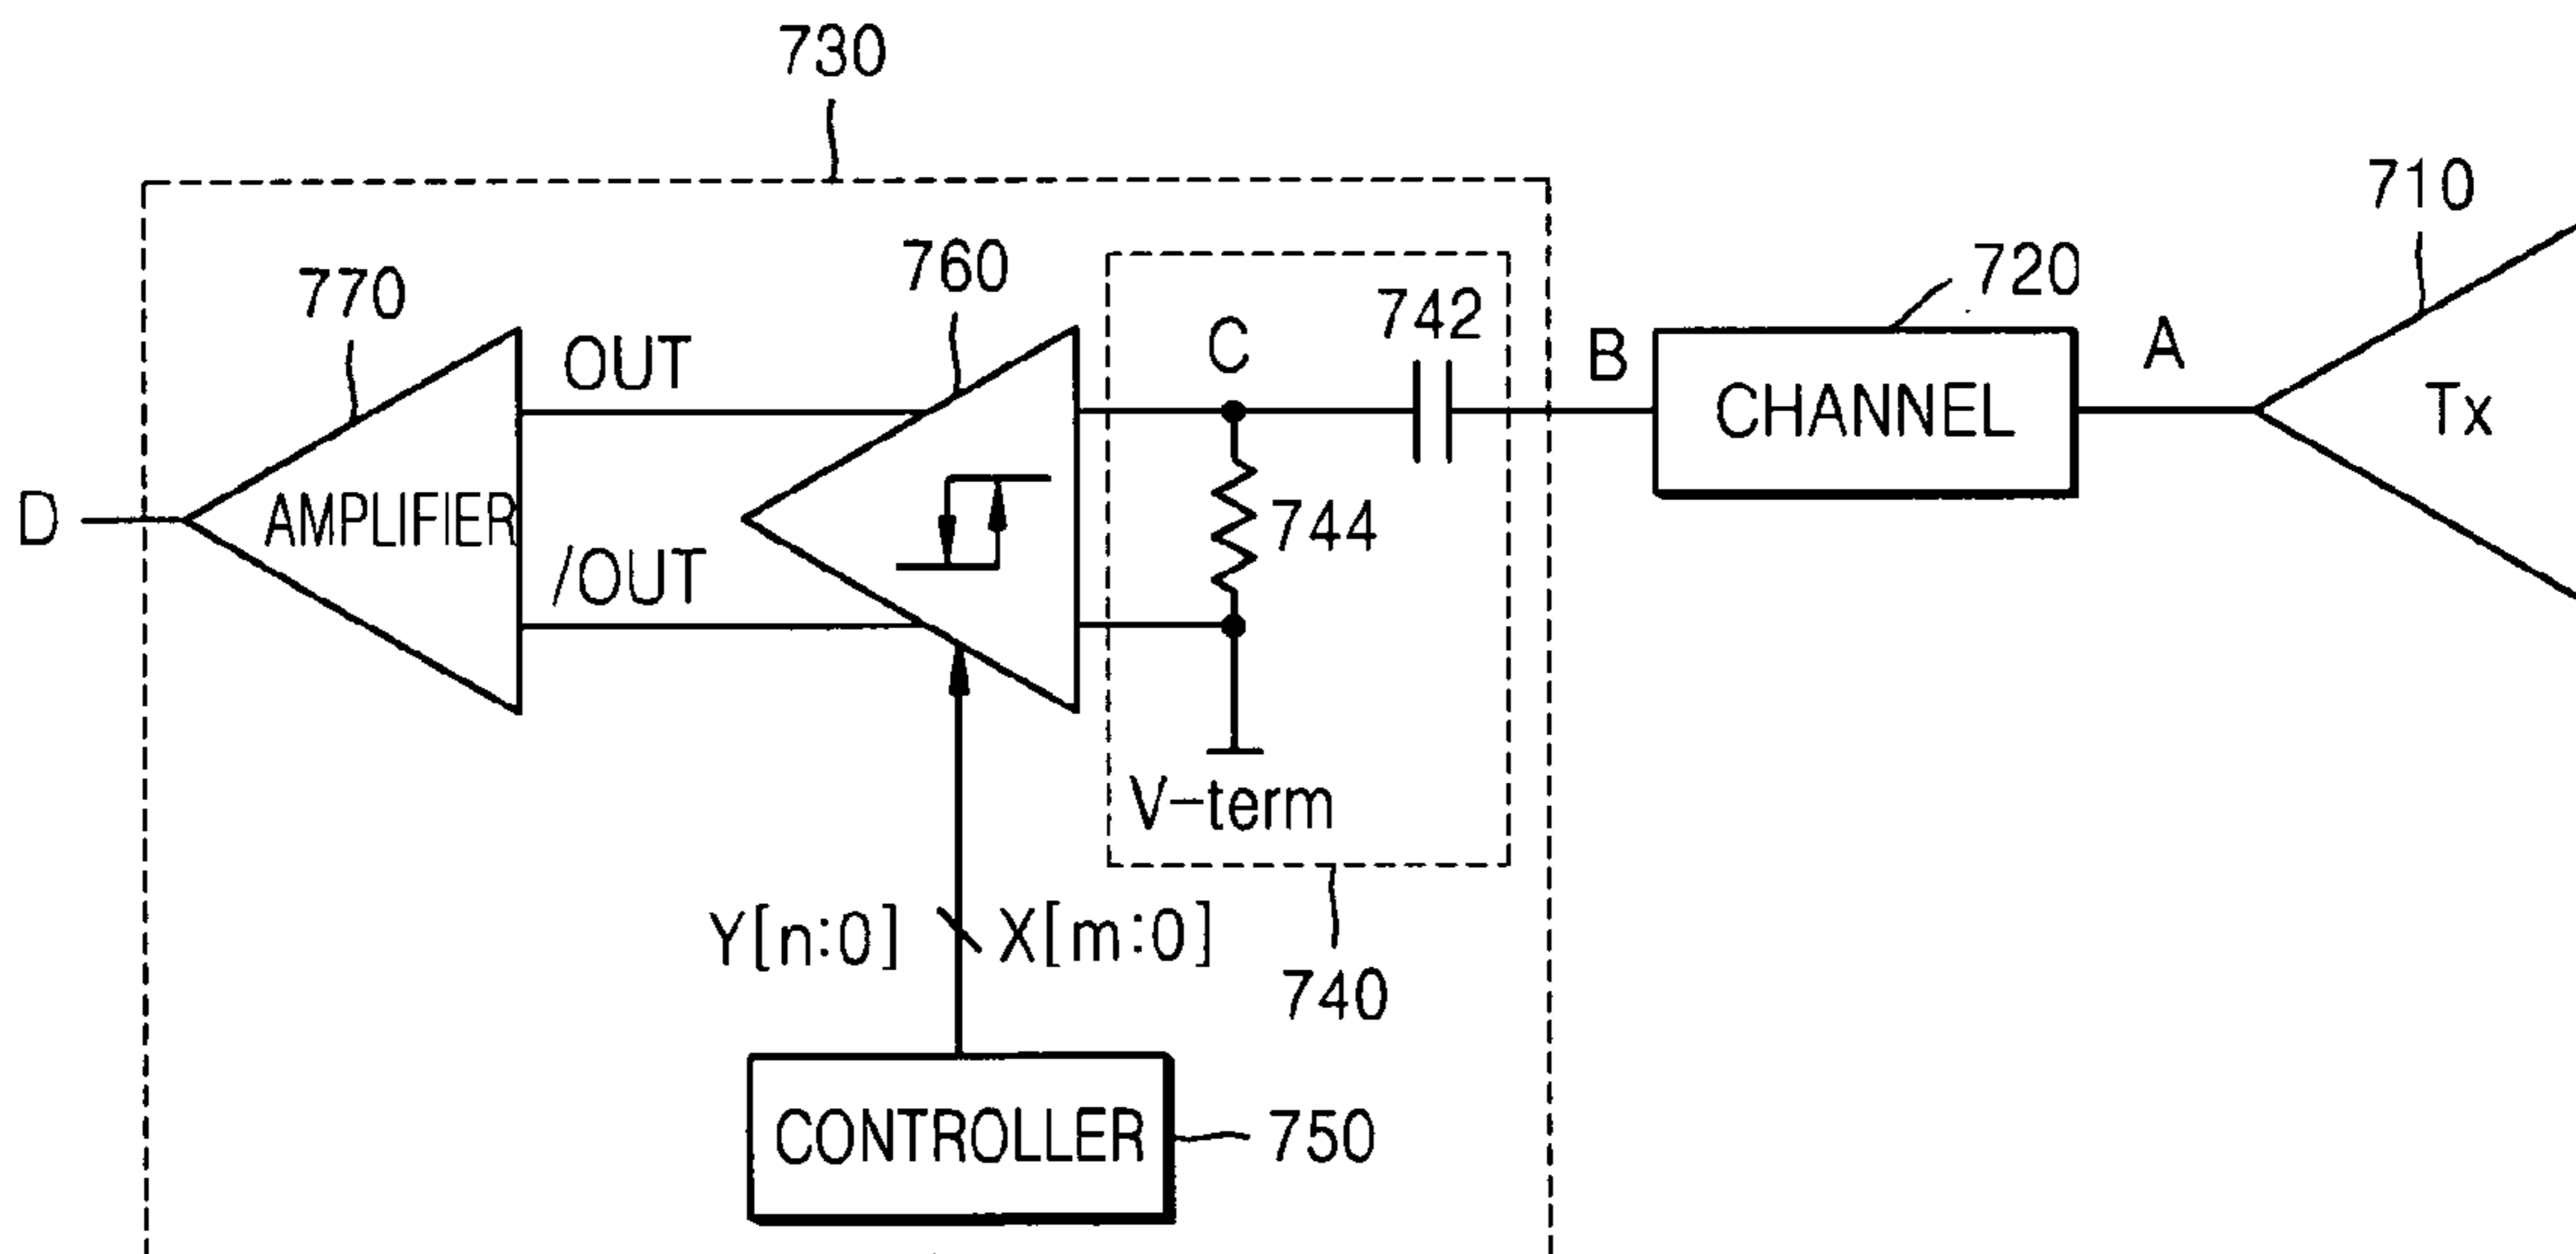 730
710
720
760
770
742
C
B
A
OUT
CHANNEL
Tx
D
AMPLIFIER
744
/OUT
V-term
Y[n:0] X[m:0]
740
CONTROLLER
750